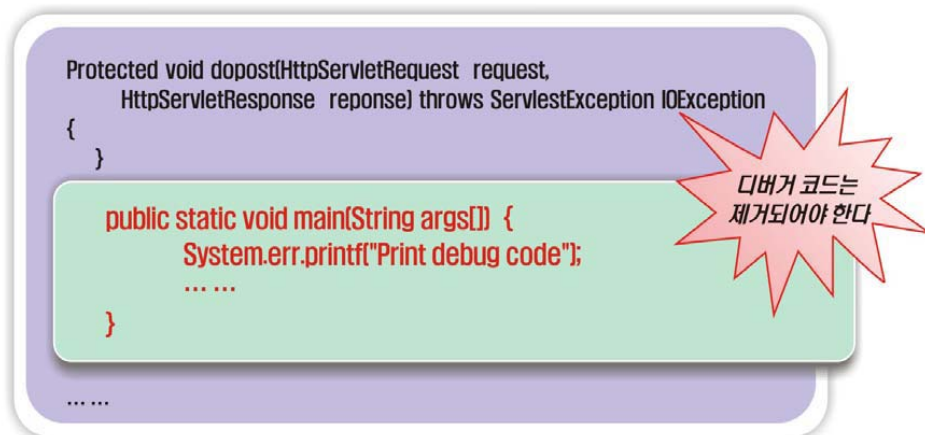 Protected void dopost(HttpServletRequest request,
HttpServletResponse reponse) throws ServlestException IOException
{
}
디버거 코드는
제거되어야 한다
public static void main(String args[]) {
System.err.printf("Print debug code");
... ...
}
... ...